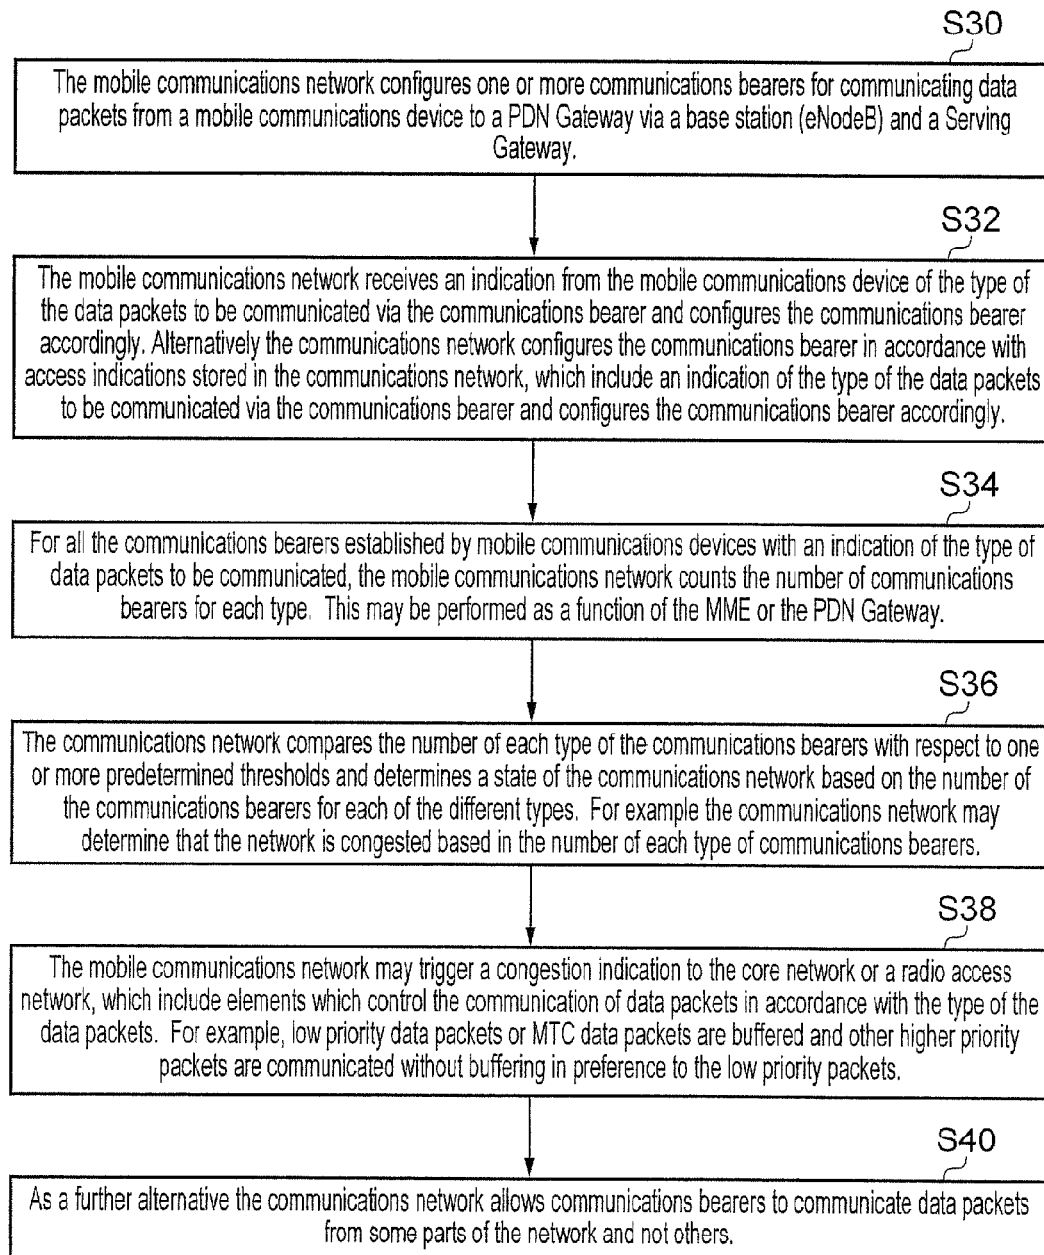 S30
The mobile communications network configures one or more communications bearers for communicating data
packets from a mobile communications device to a PDN Gateway via a base station (eNodeB) and a Serving
Gateway.
S32
The mobile communications network receives an indication from the mobile communications device of the type of
the data packets to be communicated via the communications bearer and configures the communications bearer
accordingly. Alternatively the communications network configures the communications bearer in accordance with
access indications stored in the communications network, which include an indication of the type of the data packets
to be communicated via the communications bearer and configures the communications bearer accordingly.
S34
For all the communications bearers established by mobile communications devices with an indication of the type of
data packets to be communicated, the mobile communications network counts the number of communications
bearers for each type. This may be performed as a function of the MME or the PDN Gateway.
S36
The communications network compares the number of each type of the communications bearers with respect to one
or more predetermined thresholds and determines a state of the communications network based on the number of
the communications bearers for each of the different types. For example the communications network may
determine that the network is congested based in the number of each type of communications bearers.
S38
The mobile communications network may trigger a congestion indication to the core network or a radio access
network, which include elements which control the communication of data packets in accordance with the type of the
data packets. For example, low priority data packets or MTC data packets are buffered and other higher priority
packets are communicated without buffering in preference to the low priority packets.
S40
As a further alternative the communications network allows communications bearers to communicate data packets
from some parts of the network and not others.